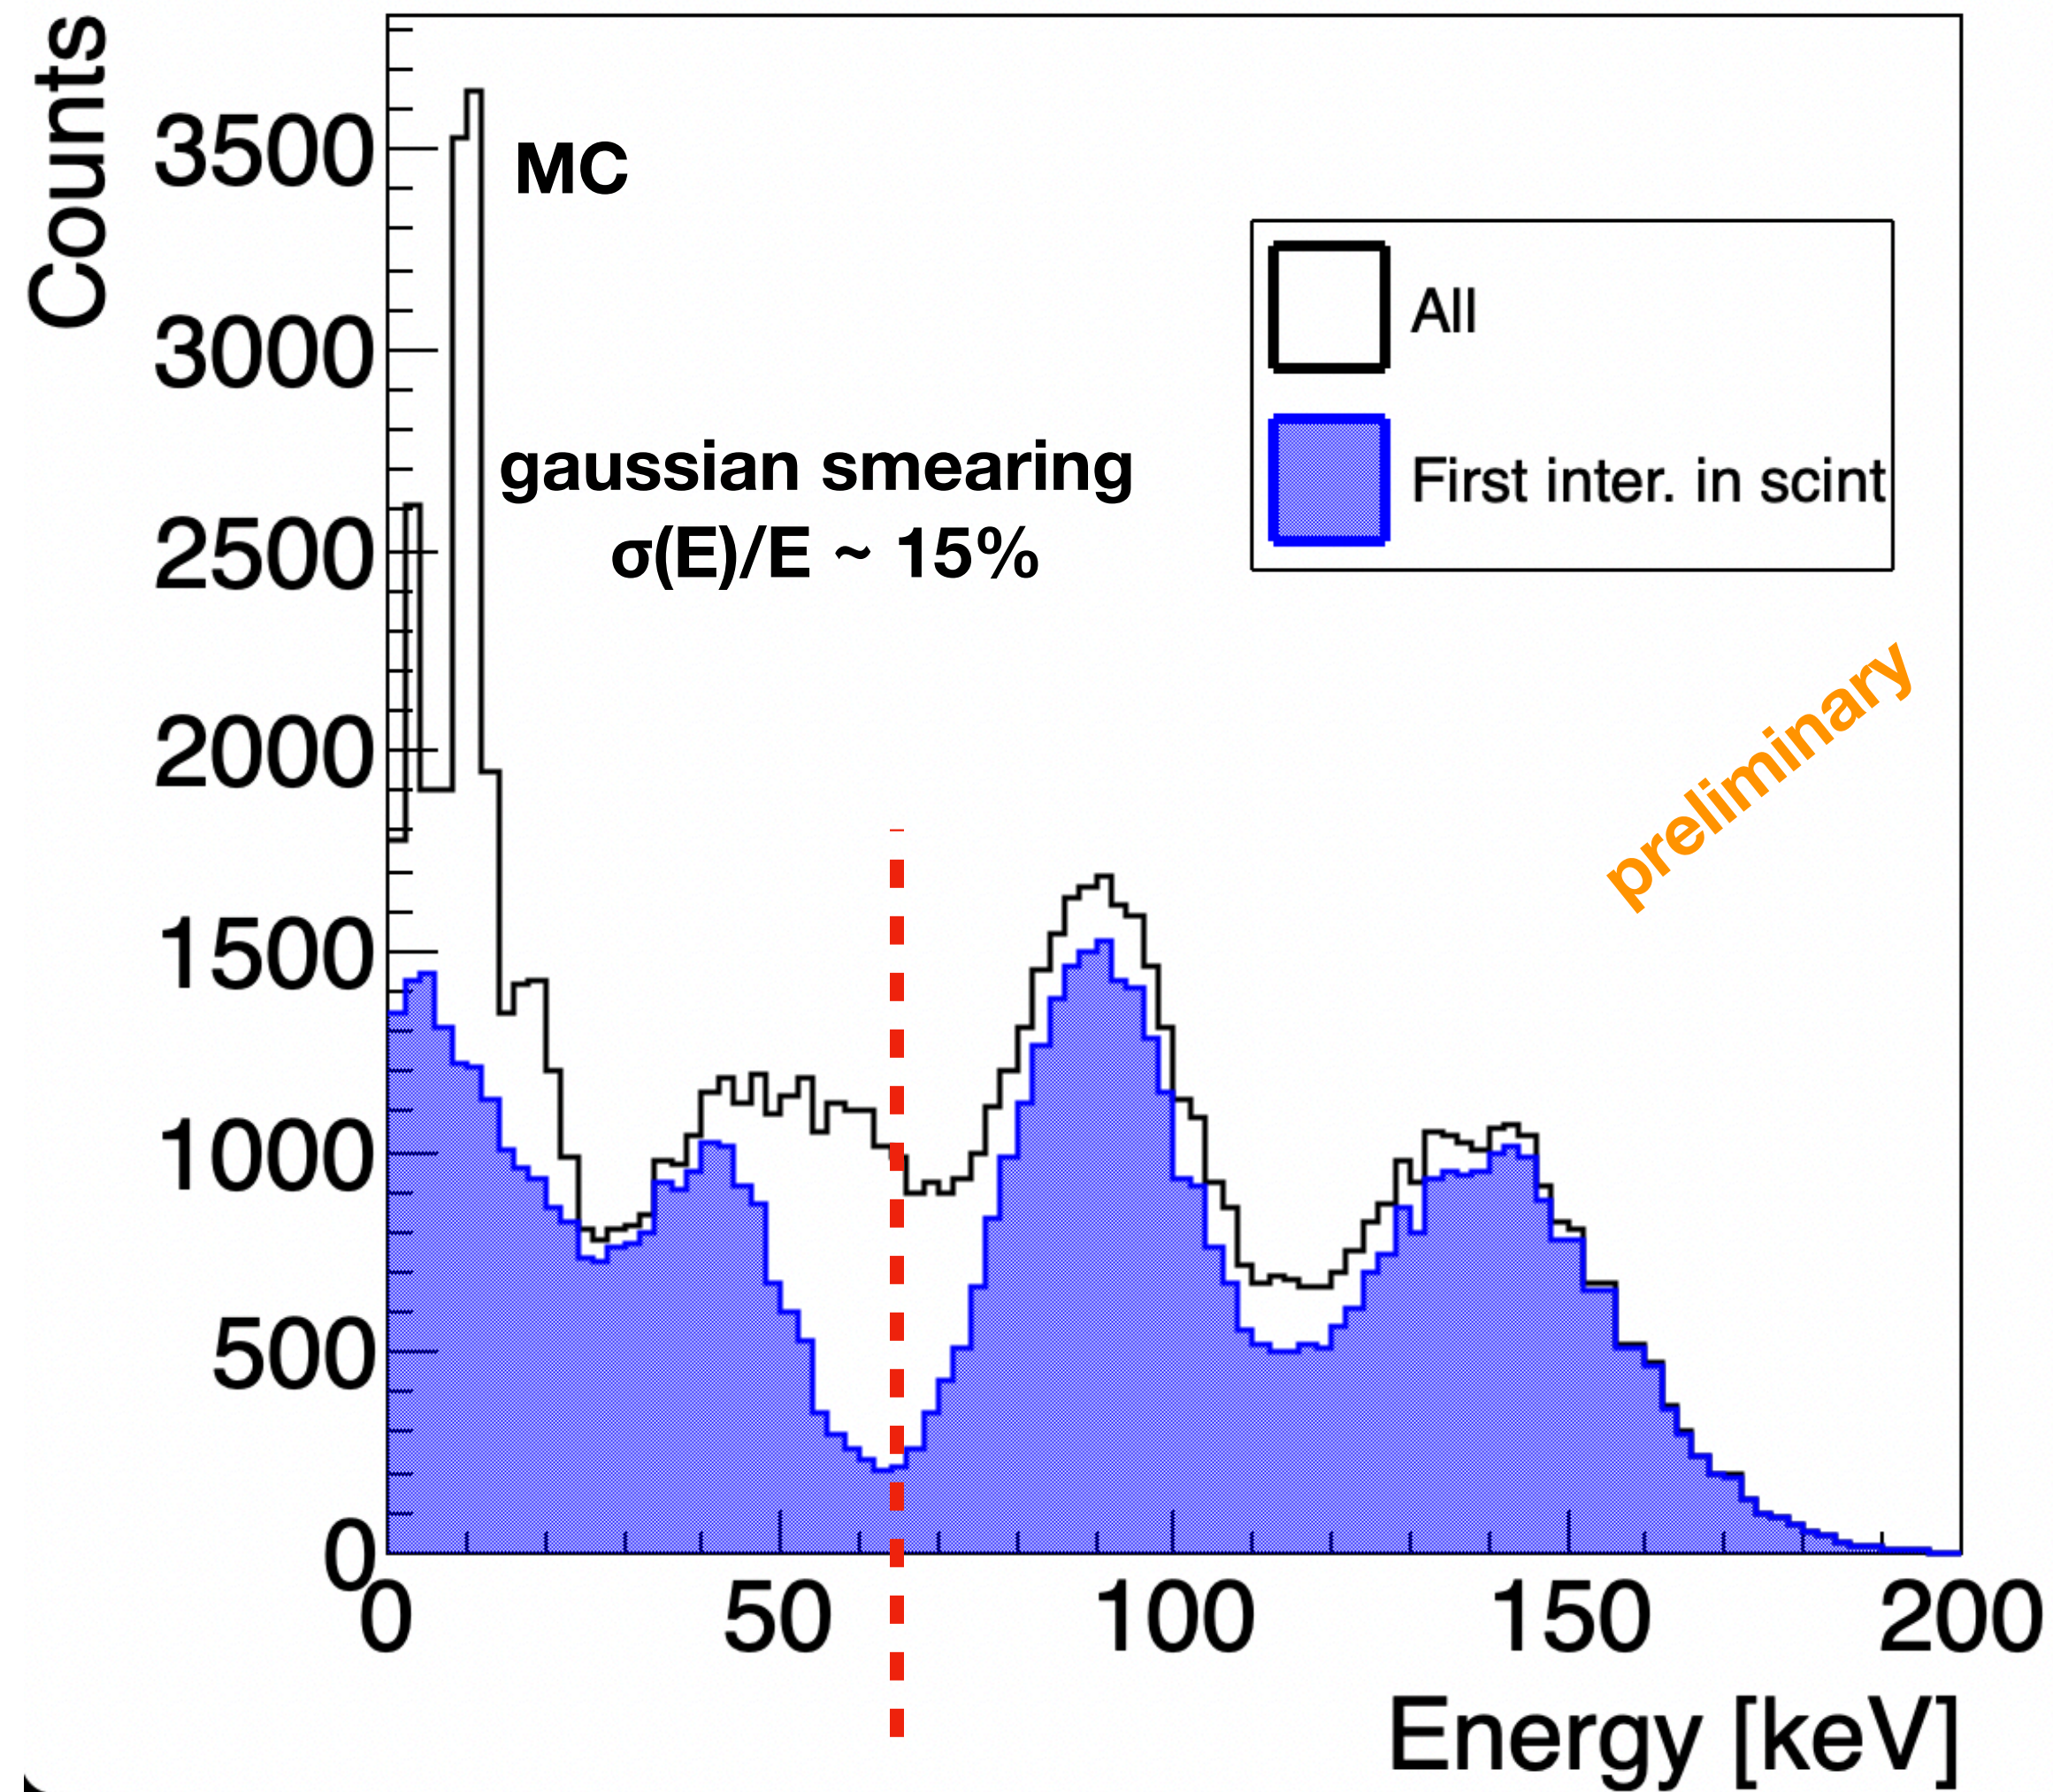 Counts
3500
3000
2500
2000
1500
1000
500
0
MC
gaussian smearing
σ(E)/E ~ 15%
All
First inter. in scint
preliminary
0 50 100 150 200
Energy [keV]